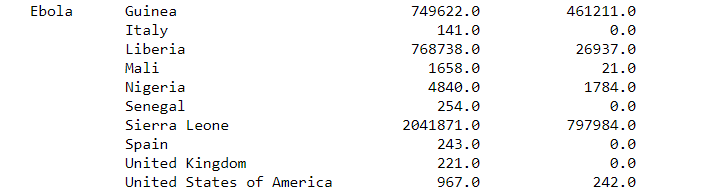 Ebola Guinea 749622.0 461211.0
Italy 141.0 0.0
Liberia 768738.0 26937.0
Mali 1658.0 21.0
Nigeria 4840.0 1784.0
Senegal 254.0 0.0
Sierra Leone 2041871.0 797984.0
Spain 243.0 0.0
United Kingdom 221.0 0.0
United States of America 967.0 242.0